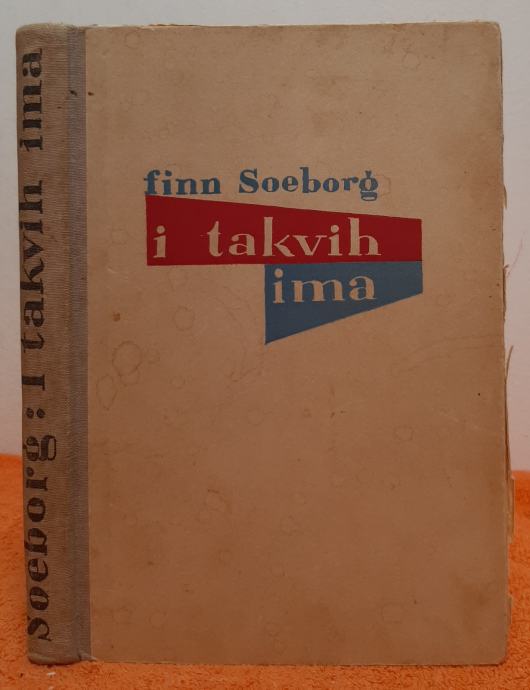 Soeborg: I takvih ima
finn Soeborg
i takvih
ima